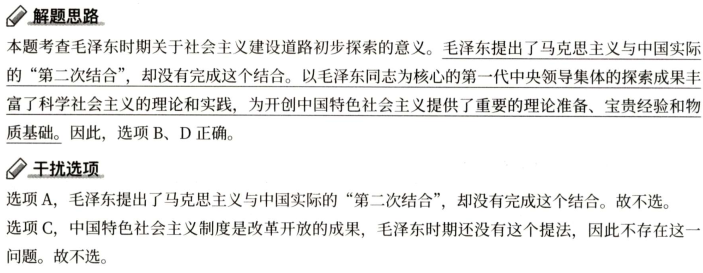 解题思路
本题考查毛泽东时期关于社会主义建设道路初步探索的意义。毛泽东提出了马克思主义与中国实际
的“第二次结合”，却没有完成这个结合。以毛泽东同志为核心的第一代中央领导集体的探索成果丰
富了科学社会主义的理论和实践，为开创中国特色社会主义提供了重要的理论准备、宝贵经验和物
质基础。因此，选项 B、D 正确。
干扰选项
选项 A，毛泽东提出了马克思主义与中国实际的“第二次结合”，却没有完成这个结合。故不选。
选项 C，中国特色社会主义制度是改革开放的成果，毛泽东时期还没有这个提法，因此不存在这一
问题。故不选。